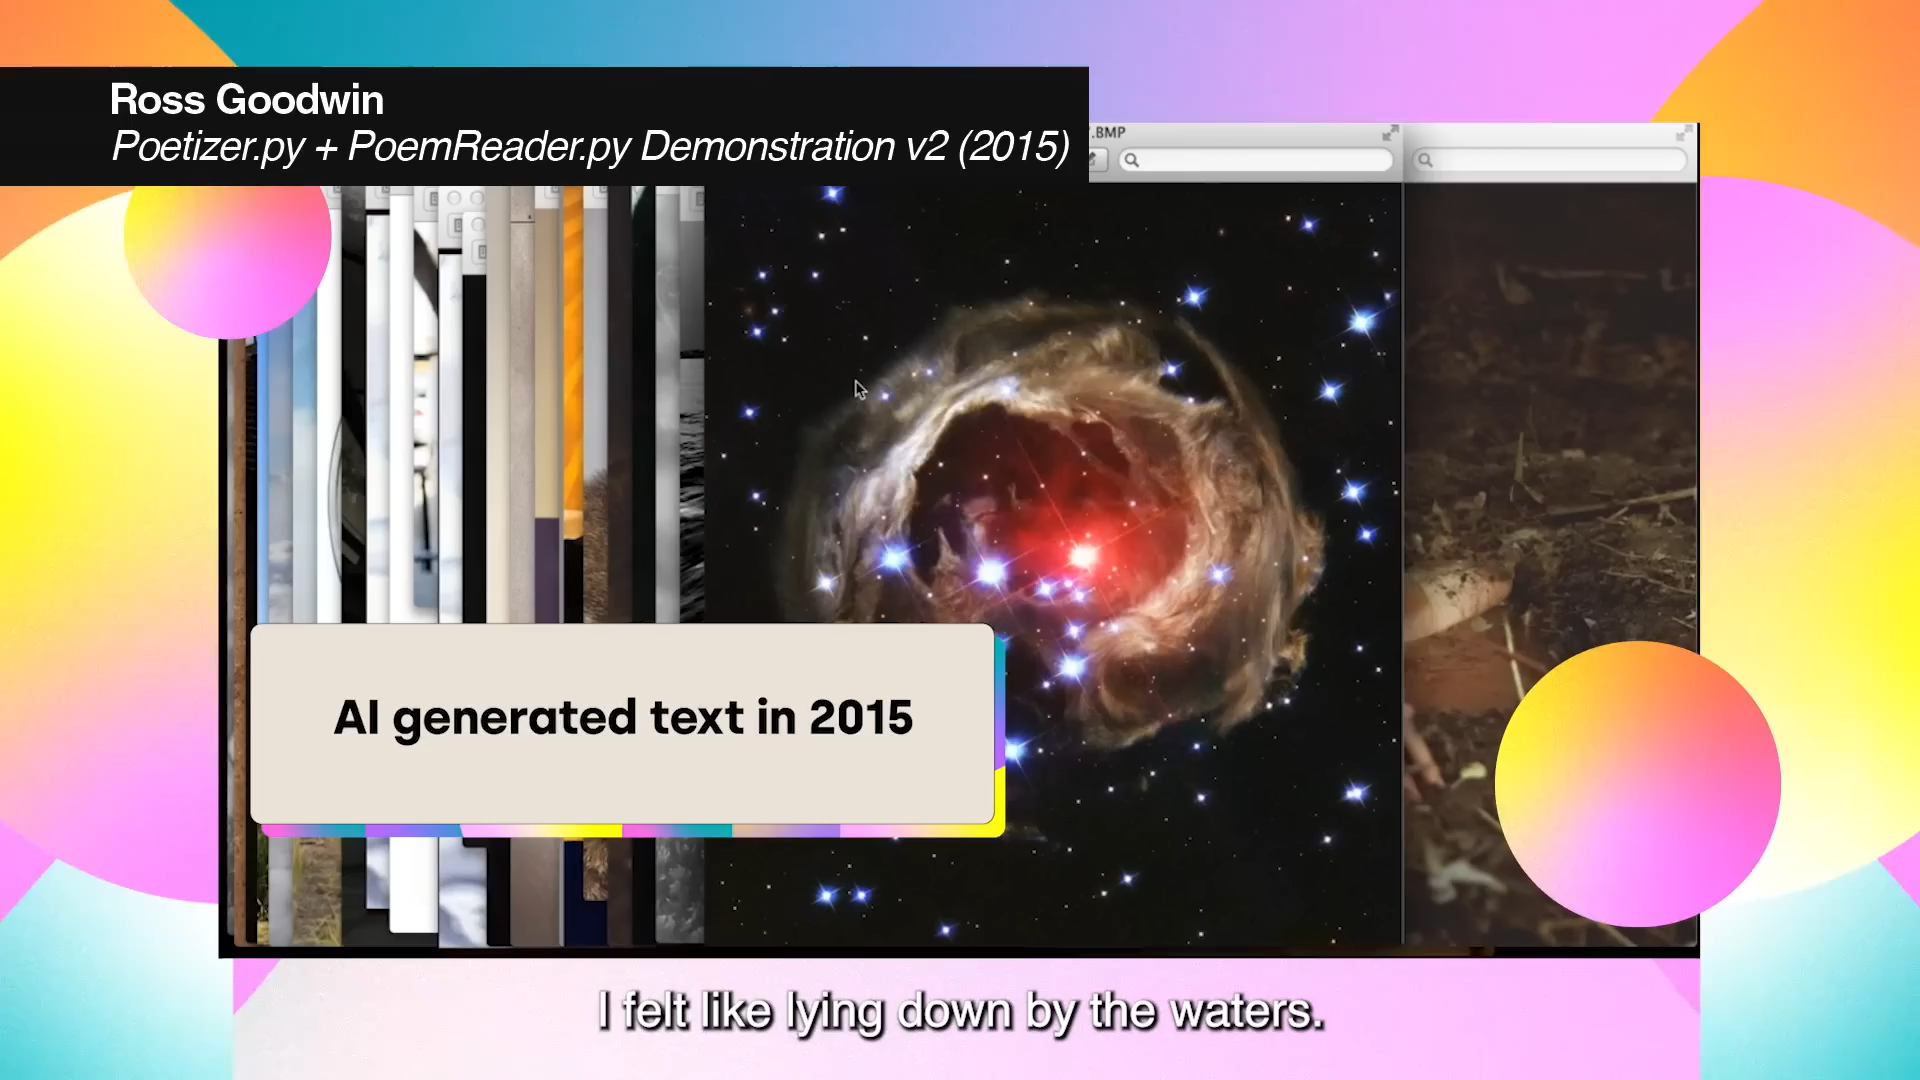 Ross Goodwin
Poetizer.py + PoemReader.py Demonstration v2 (2015)
.BMP
AI generated text in 2015
I felt like lying down by the waters.